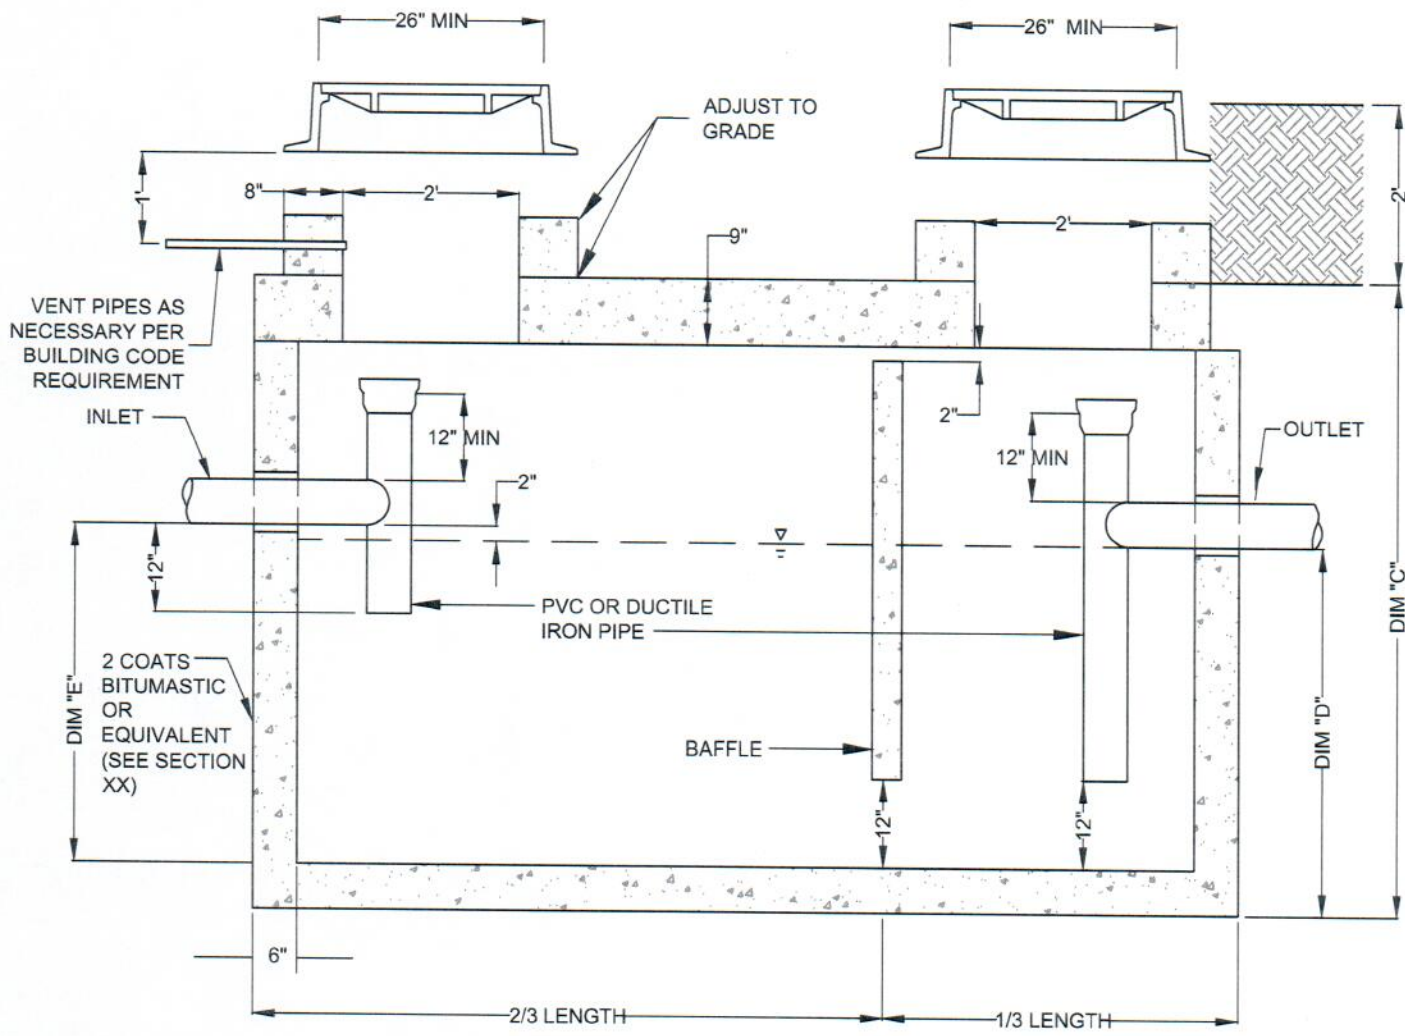 26" MIN
26" MIN
ADJUST TO
GRADE
1'
8"
2'
9"
2'
2'
VENT PIPES AS
NECESSARY PER
BUILDING CODE
REQUIREMENT
INLET
12" MIN
2"
2"
12" MIN
OUTLET
12"
PVC OR DUCTILE
IRON PIPE
2 COATS
BITUMASTIC
OR
EQUIVALENT
(SEE SECTION
XX)
DIM "E"
BAFFLE
12"
12"
DIM "D"
DIM "C"
6"
2/3 LENGTH
1/3 LENGTH